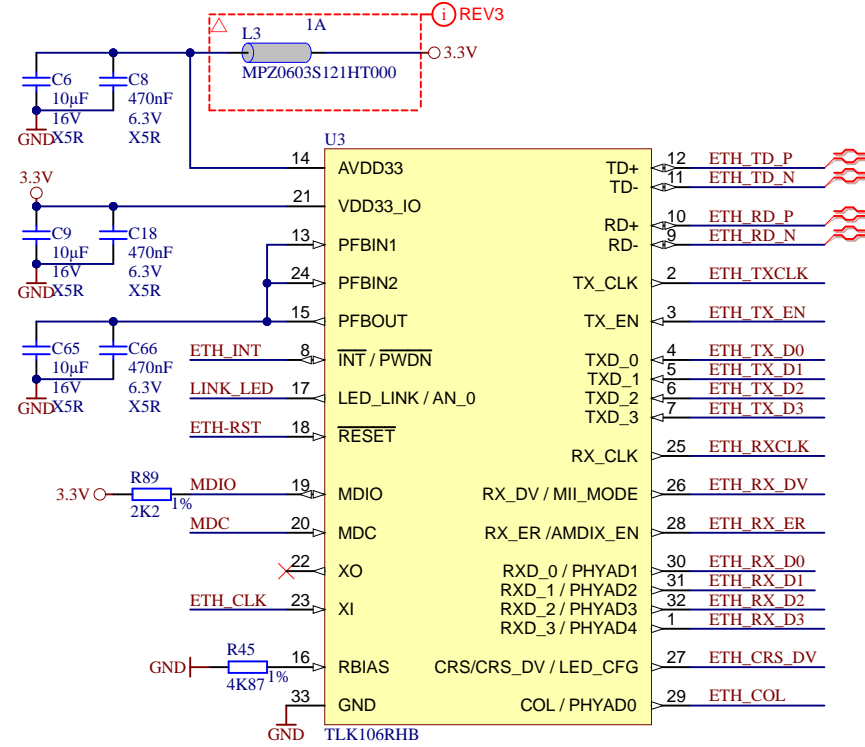 REV3
1A
L3
3.3V
MPZ0603S121HT000
C6
10µF
16V
X5R
GND
C8
470nF
6.3V
X5R
U3
14 AVDD33
TD+ 12 ETH_TD_P
TD- 11 ETH_TD_N
3.3V
21 VDD33_IO
RD+ 10 ETH_RD_P
RD- 9 ETH_RD_N
C9
10µF
16V
X5R
GND
C18
470nF
6.3V
X5R
13 PFBIN1
24 PFBIN2
TX_CLK 2 ETH_TXCLK
15 PFBOUT
TX_EN 3 ETH_TX_EN
C65
10µF
16V
X5R
GND
C66
470nF
6.3V
X5R
ETH_INT 8 INT / PWDN
TXD_0 4 ETH_TX_D0
TXD_1 5 ETH_TX_D1
LINK_LED 17 LED_LINK / AN_0
TXD_2 6 ETH_TX_D2
TXD_3 7 ETH_TX_D3
ETH-RST 18 RESET
RX_CLK 25 ETH_RXCLK
3.3V
R89
2K2
1%
MDIO 19 MDIO
RX_DV / MII_MODE 26 ETH_RX_DV
MDC 20 MDC
RX_ER /AMDIX_EN 28 ETH_RX_ER
22 XO
RXD_0 / PHYAD1 30 ETH_RX_D0
RXD_1 / PHYAD2 31 ETH_RX_D1
ETH_CLK 23 XI
RXD_2 / PHYAD3 32 ETH_RX_D2
RXD_3 / PHYAD4 1 ETH_RX_D3
GND
R45
4K87
1%
16 RBIAS
CRS/CRS_DV / LED_CFG 27 ETH_CRS_DV
33 GND
COL / PHYAD0 29 ETH_COL
GND
TLK106RHB